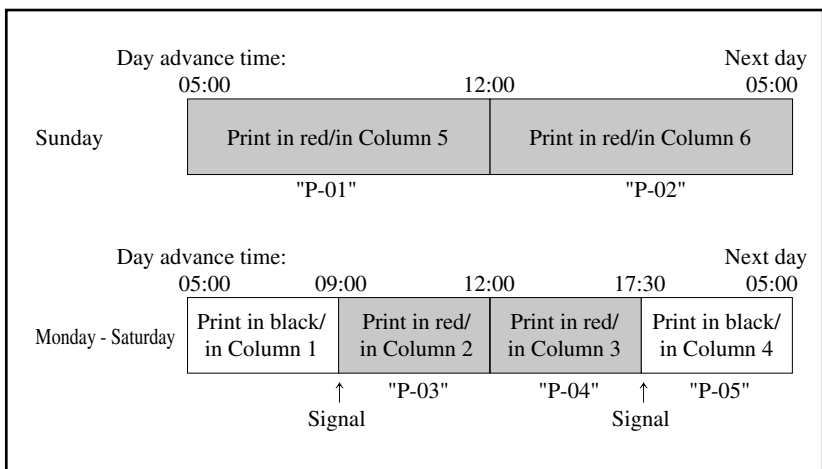 Day advance time: Next day
05:00 12:00 05:00
Sunday Print in red/in Column 5 Print in red/in Column 6
"P-01" "P-02"
Day advance time: Next day
05:00 09:00 12:00 17:30 05:00
Monday - Saturday
Print in black/ Print in red/ Print in red/ Print in black/
in Column 1 in Column 2 in Column 3 in Column 4
↑ "P-03" "P-04" ↑ "P-05"
Signal Signal